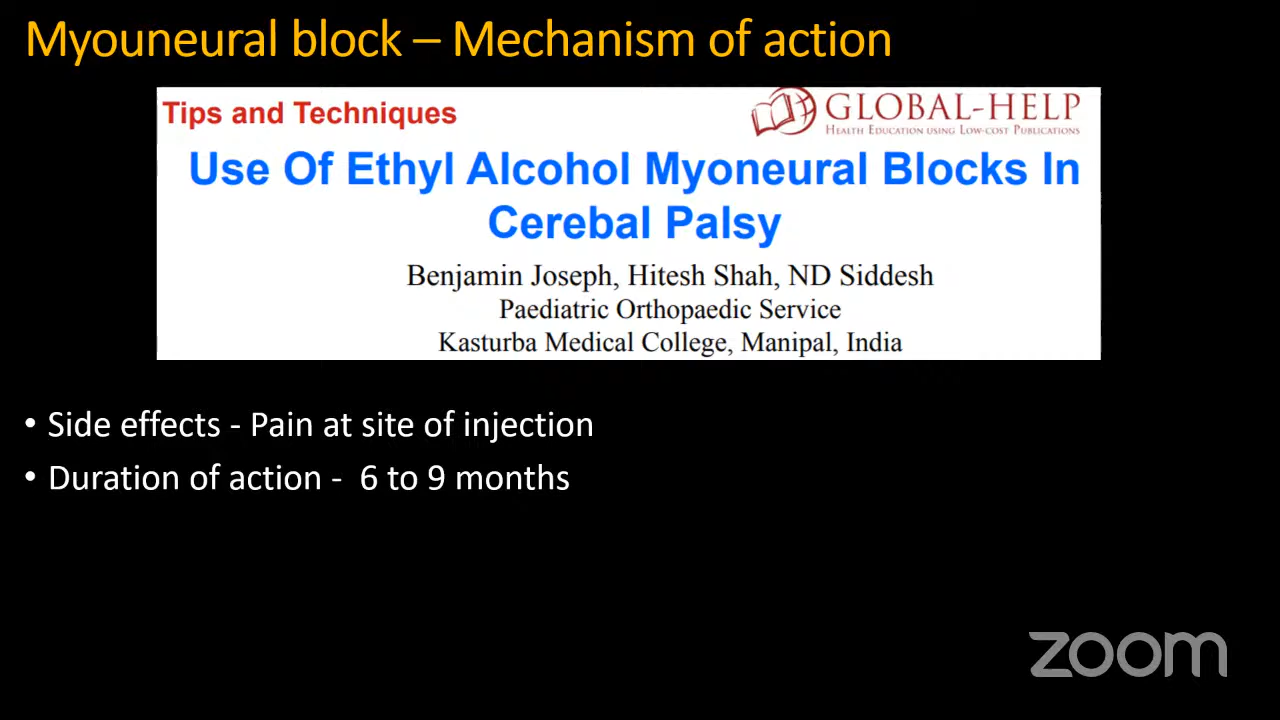 Myouneural block – Mechanism of action
Tips and Techniques
GLOBAL-HELP
HEALTH EDUCATION USING LOW-COST PUBLICATIONS
Use Of Ethyl Alcohol Myoneural Blocks In
Cerebal Palsy
Benjamin Joseph, Hitesh Shah, ND Siddesh
Paediatric Orthopaedic Service
Kasturba Medical College, Manipal, India
• Side effects - Pain at site of injection
• Duration of action - 6 to 9 months
zoom